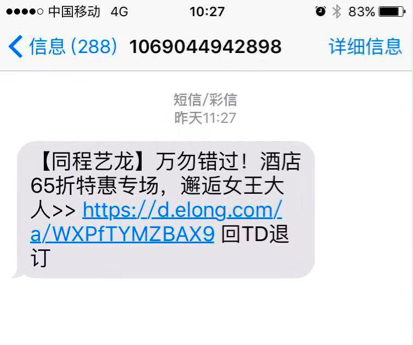 中国移动 4G 10:27 83%
信息 (288) 1069044942898 详细信息
短信/彩信
昨天11:27
【同程艺龙】万勿错过！酒店
65折特惠专场，邂逅女王大
人>> https://d.elong.com/
a/WXPfTYMZBAX9 回TD退
订